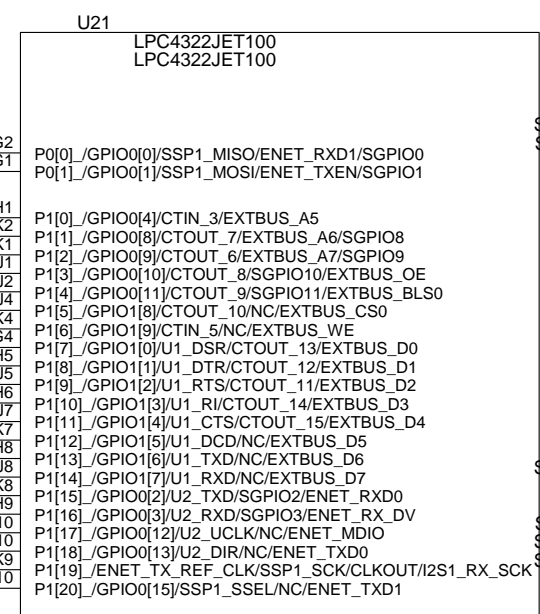 U21
LPC4322JET100
LPC4322JET100
P0[0]_/GPIO0[0]/SSP1_MISO/ENET_RXD1/SGPIO0
P0[1]_/GPIO0[1]/SSP1_MOSI/ENET_TXEN/SGPIO1
P1[0]_/GPIO0[4]/CTIN_3/EXTBUS_A5
K2 P1[1]_/GPIO0[8]/CTOUT_7/EXTBUS_A6/SGPIO8
K1 P1[2]_/GPIO0[9]/CTOUT_6/EXTBUS_A7/SGPIO9
P1[3]_/GPIO0[10]/CTOUT_8/SGPIO10/EXTBUS_OE
P1[4]_/GPIO0[11]/CTOUT_9/SGPIO11/EXTBUS_BLS0
P1[5]_/GPIO1[8]/CTOUT_10/NC/EXTBUS_CS0
K4 P1[6]_/GPIO1[9]/CTIN_5/NC/EXTBUS_WE
P1[7]_/GPIO1[0]/U1_DSR/CTOUT_13/EXTBUS_D0
P1[8]_/GPIO1[1]/U1_DTR/CTOUT_12/EXTBUS_D1
P1[9]_/GPIO1[2]/U1_RTS/CTOUT_11/EXTBUS_D2
P1[10]_/GPIO1[3]/U1_RI/CTOUT_14/EXTBUS_D3
P1[11]_/GPIO1[4]/U1_CTS/CTOUT_15/EXTBUS_D4
K7 P1[12]_/GPIO1[5]/U1_DCD/NC/EXTBUS_D5
P1[13]_/GPIO1[6]/U1_TXD/NC/EXTBUS_D6
P1[14]_/GPIO1[7]/U1_RXD/NC/EXTBUS_D7
K8 P1[15]_/GPIO0[2]/U2_TXD/SGPIO2/ENET_RXD0
P1[16]_/GPIO0[3]/U2_RXD/SGPIO3/ENET_RX_DV
P1[17]_/GPIO0[12]/U2_UCLK/NC/ENET_MDIO
P1[18]_/GPIO0[13]/U2_DIR/NC/ENET_TXD0
K9 P1[19]_/ENET_TX_REF_CLK/SSP1_SCK/CLKOUT/I2S1_RX_SCK
P1[20]_/GPIO0[15]/SSP1_SSEL/NC/ENET_TXD1